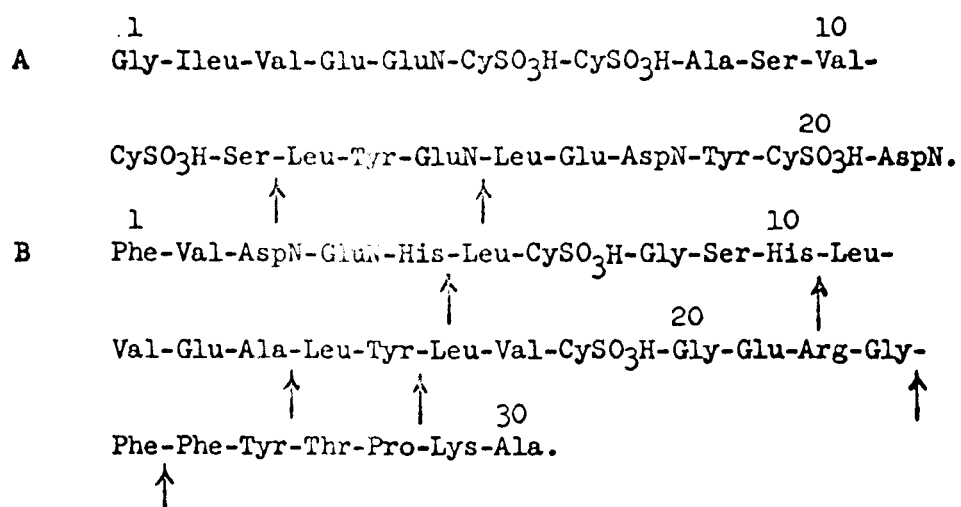 1 10
A Gly-Ileu-Val-Glu-GluN-CySO₃H-CySO₃H-Ala-Ser-Val-
20
CySO₃H-Ser-Leu-Tyr-GluN-Leu-Glu-AspN-Tyr-CySO₃H-AspN.
1 10
B Phe-Val-AspN-GluN-His-Leu-CySO₃H-Gly-Ser-His-Leu-
20
Val-Glu-Ala-Leu-Tyr-Leu-Val-CySO₃H-Gly-Glu-Arg-Gly-
30
Phe-Phe-Tyr-Thr-Pro-Lys-Ala.